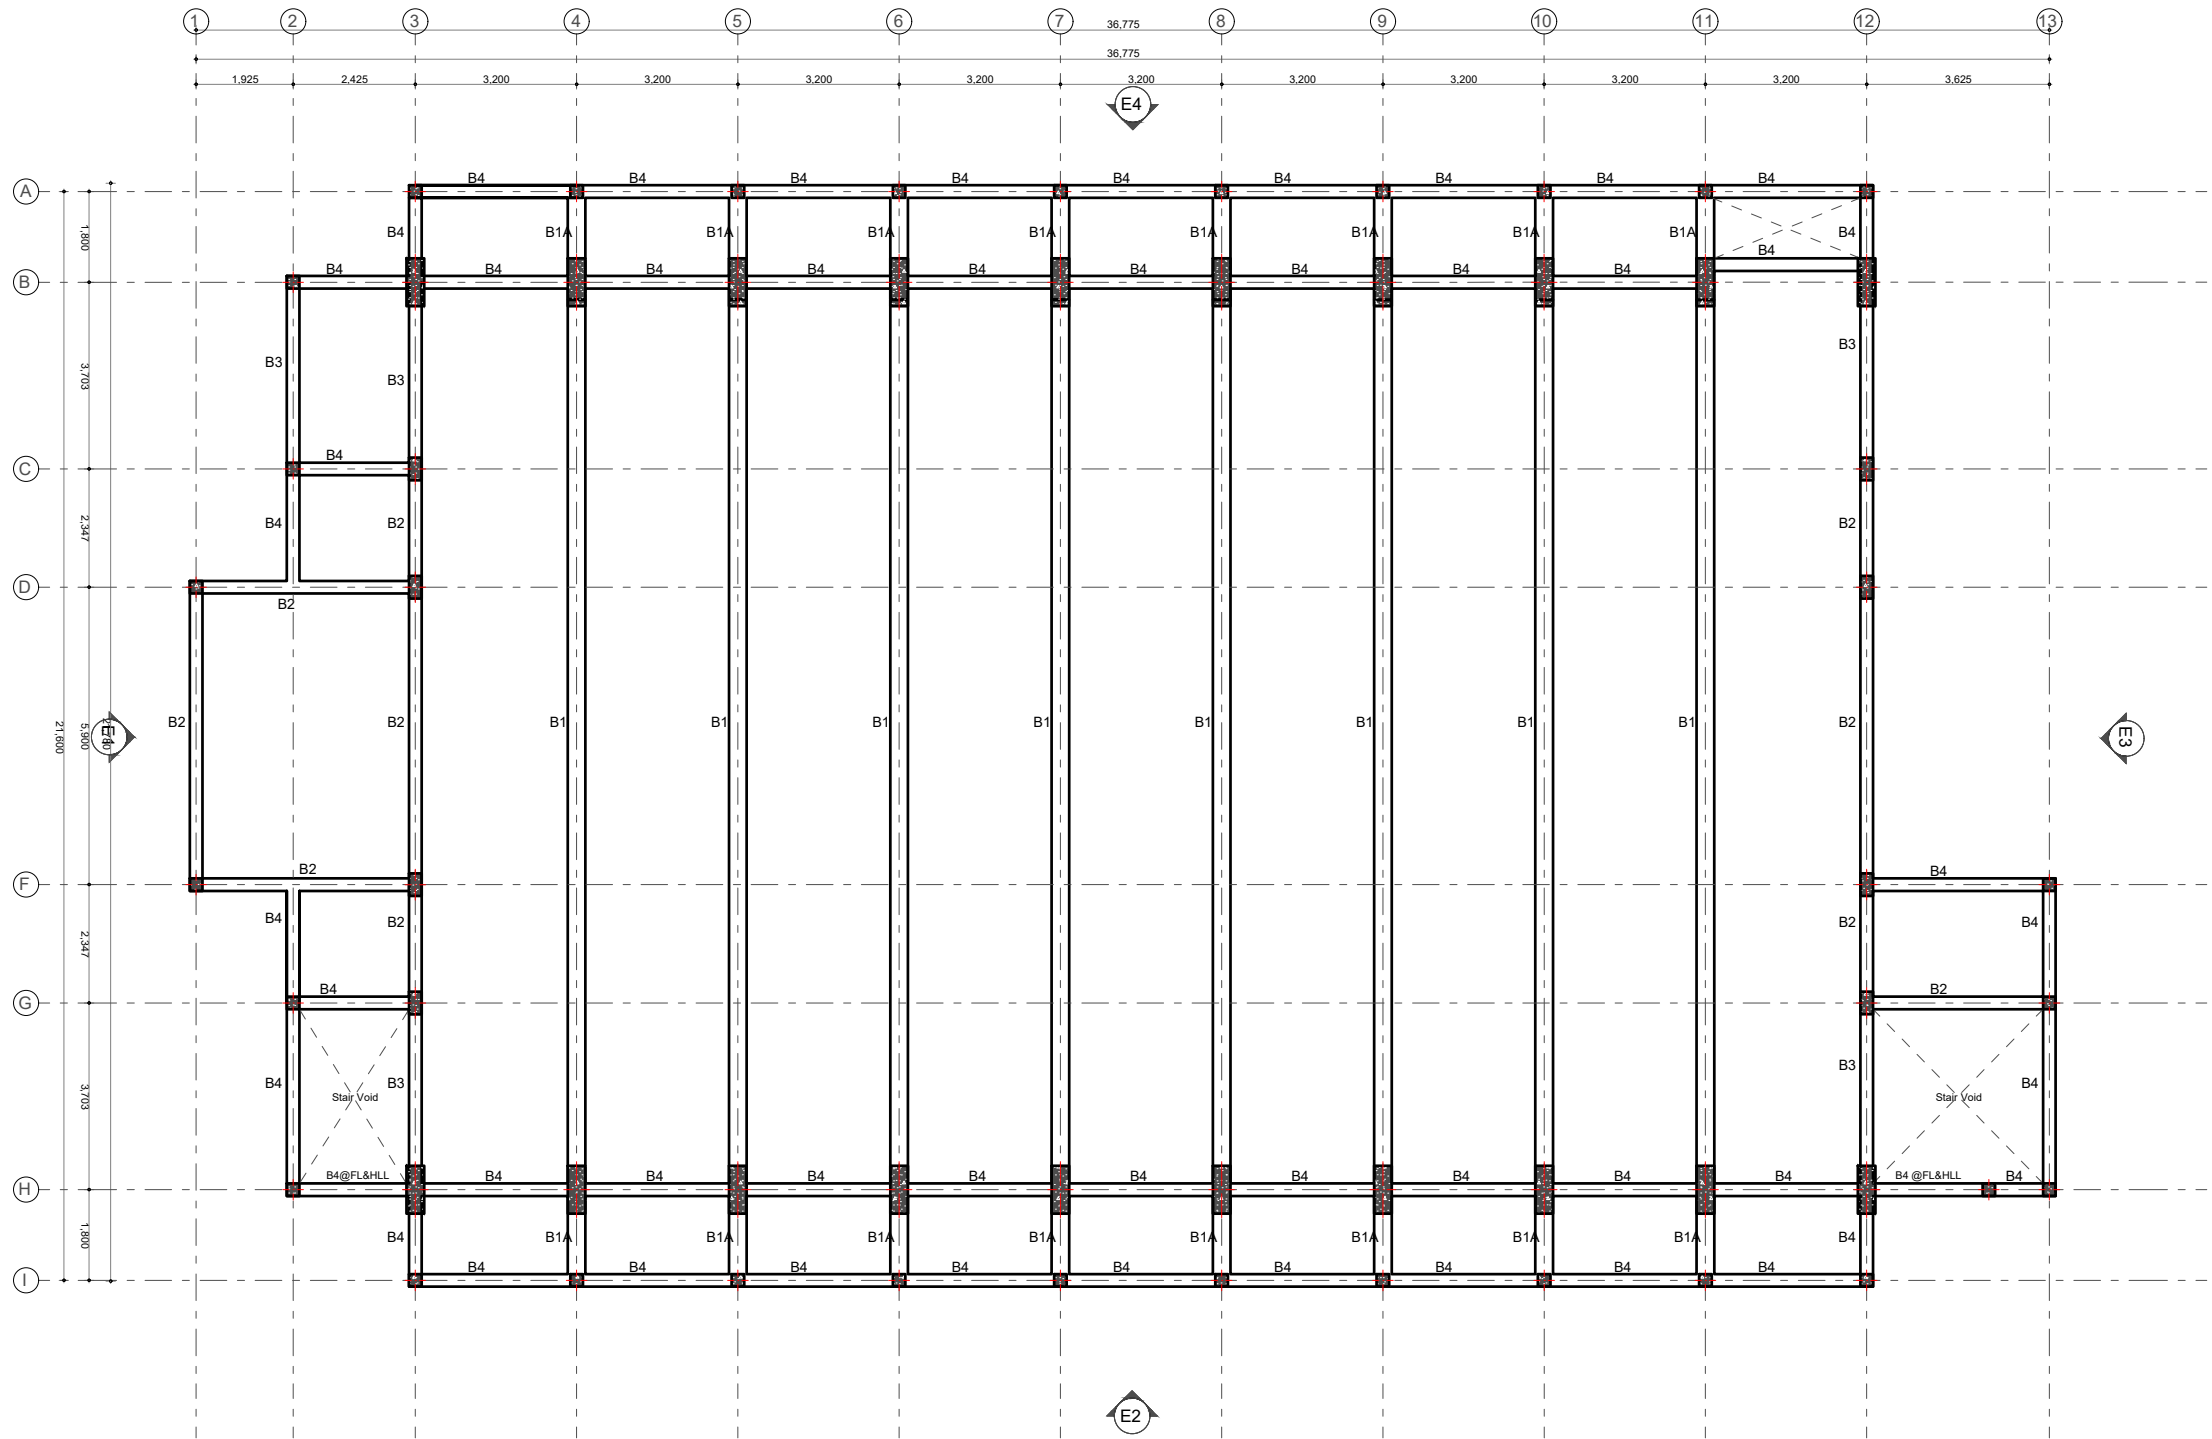 1 2 3 4 5 6 7 8 9 10 11 12 13
36,775
36,775
1,925 2,425 3,200 3,200 3,200 3,200 3,200 3,200 3,200 3,200 3,200 3,625
E4
B4 B4 B4 B4 B4 B4 B4 B4 B4
A
1,800
B4 B1A B1A B1A B1A B1A B1A B1A B1A B4
B4
B4 B4 B4 B4 B4 B4 B4 B4 B4
B
B3
B3
3,703
B3
B4
C
2,347
B4 B2 B2
D
B2
B2 B2 B1 B1 B1 B1 B1 B1 B1 B1 B2
21,600
5,900
21,780
E1
E3
B2 B4
F
B4 B2 B2 B4
2,347
B4 B2
G
B3
B4 B3 B4
3,703
Stair Void Stair Void
B4@FL&HLL B4 B4 B4 B4 B4 B4 B4 B4 B4 B4 @FL&HLL B4
H
1,800
B4 B1A B1A B1A B1A B1A B1A B1A B1A B4
B4 B4 B4 B4 B4 B4 B4 B4 B4
I
E2